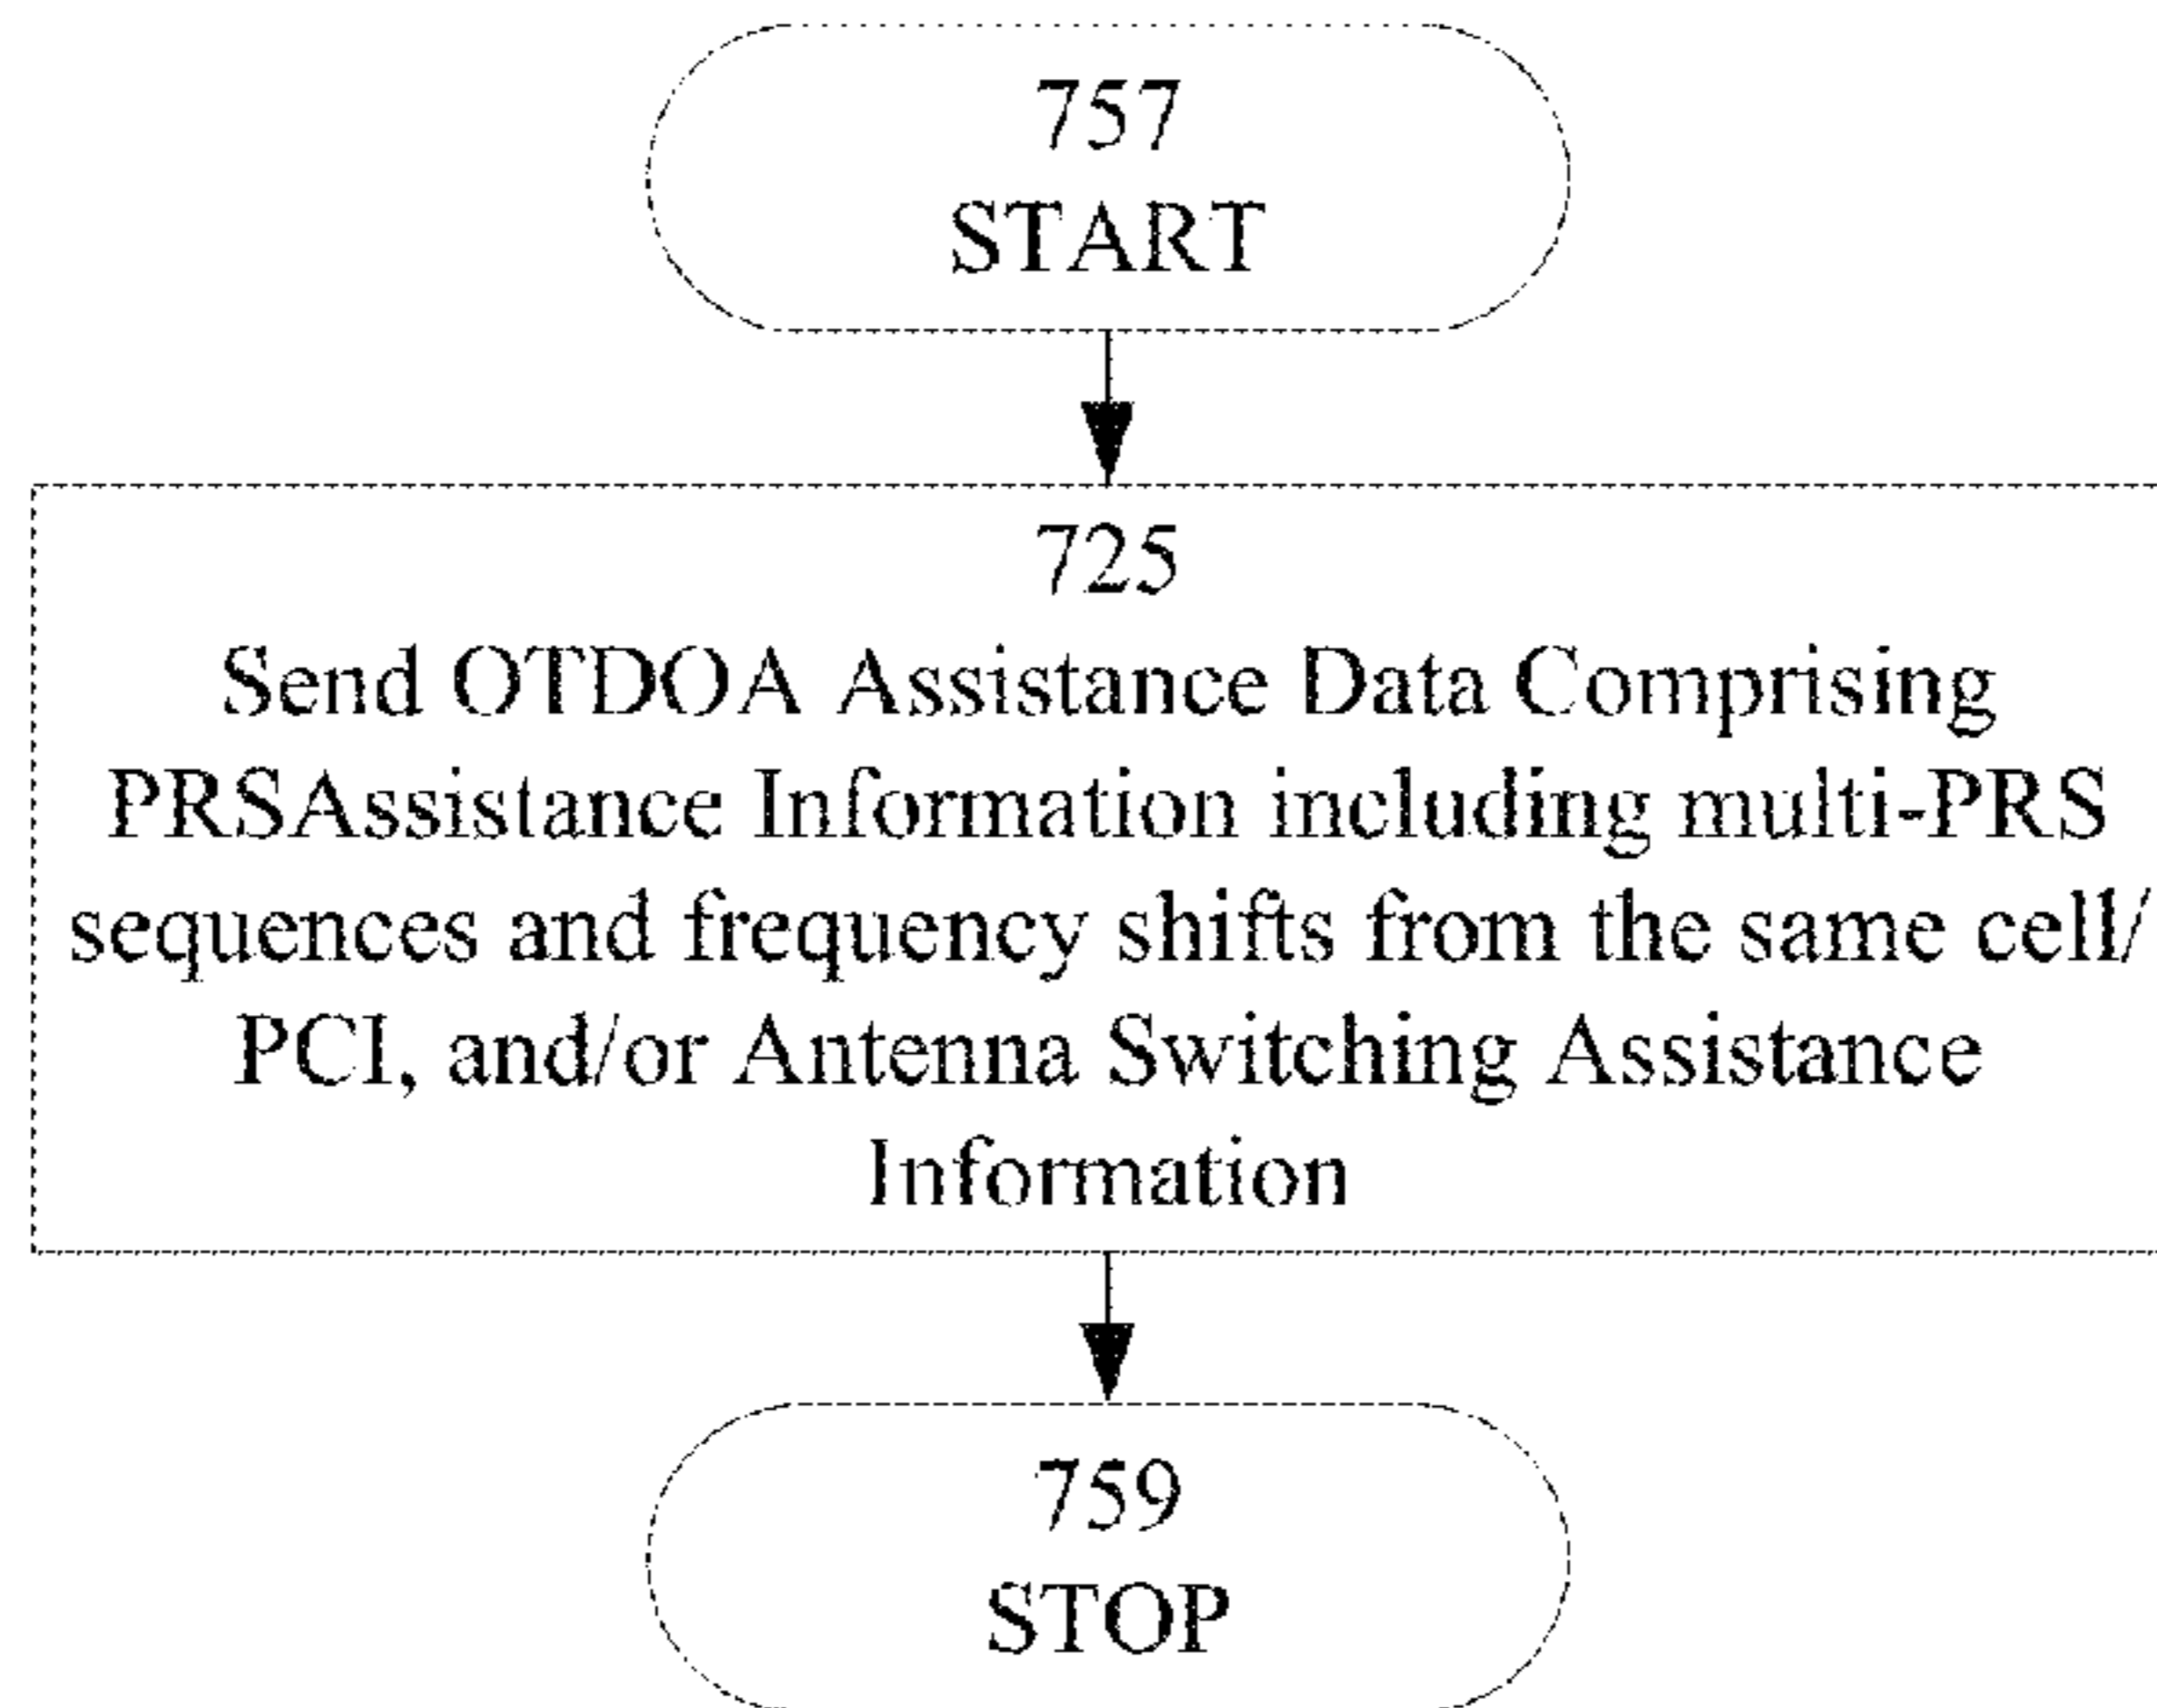 757
START
725
Send OTDOA Assistance Data Comprising
PRSAssistance Information including multi-PRS
sequences and frequency shifts from the same cell/
PCI, and/or Antenna Switching Assistance
Information
759
STOP